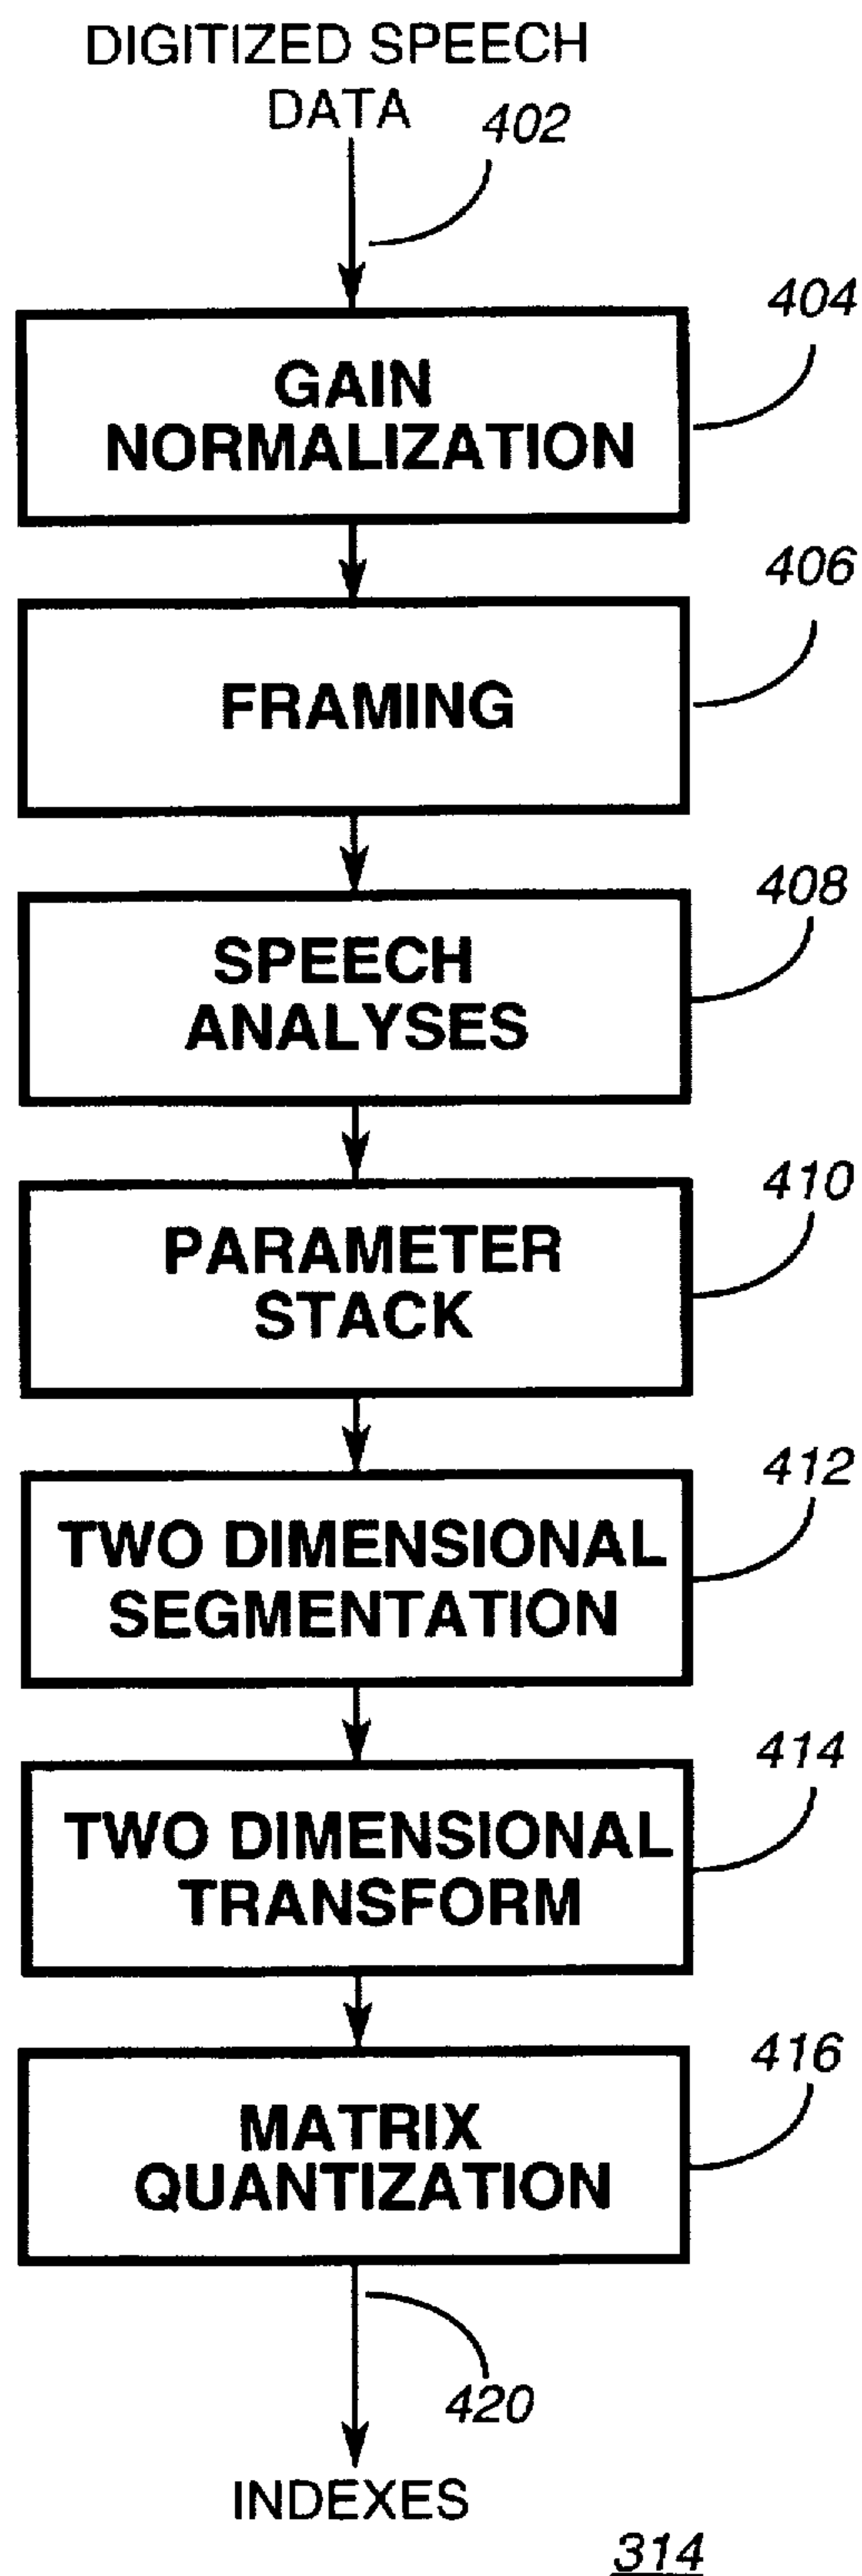 DIGITIZED SPEECH
DATA
402
404
GAIN
NORMALIZATION
406
FRAMING
408
SPEECH
ANALYSES
410
PARAMETER
STACK
412
TWO DIMENSIONAL
SEGMENTATION
414
TWO DIMENSIONAL
TRANSFORM
416
MATRIX
QUANTIZATION
420
INDEXES
314